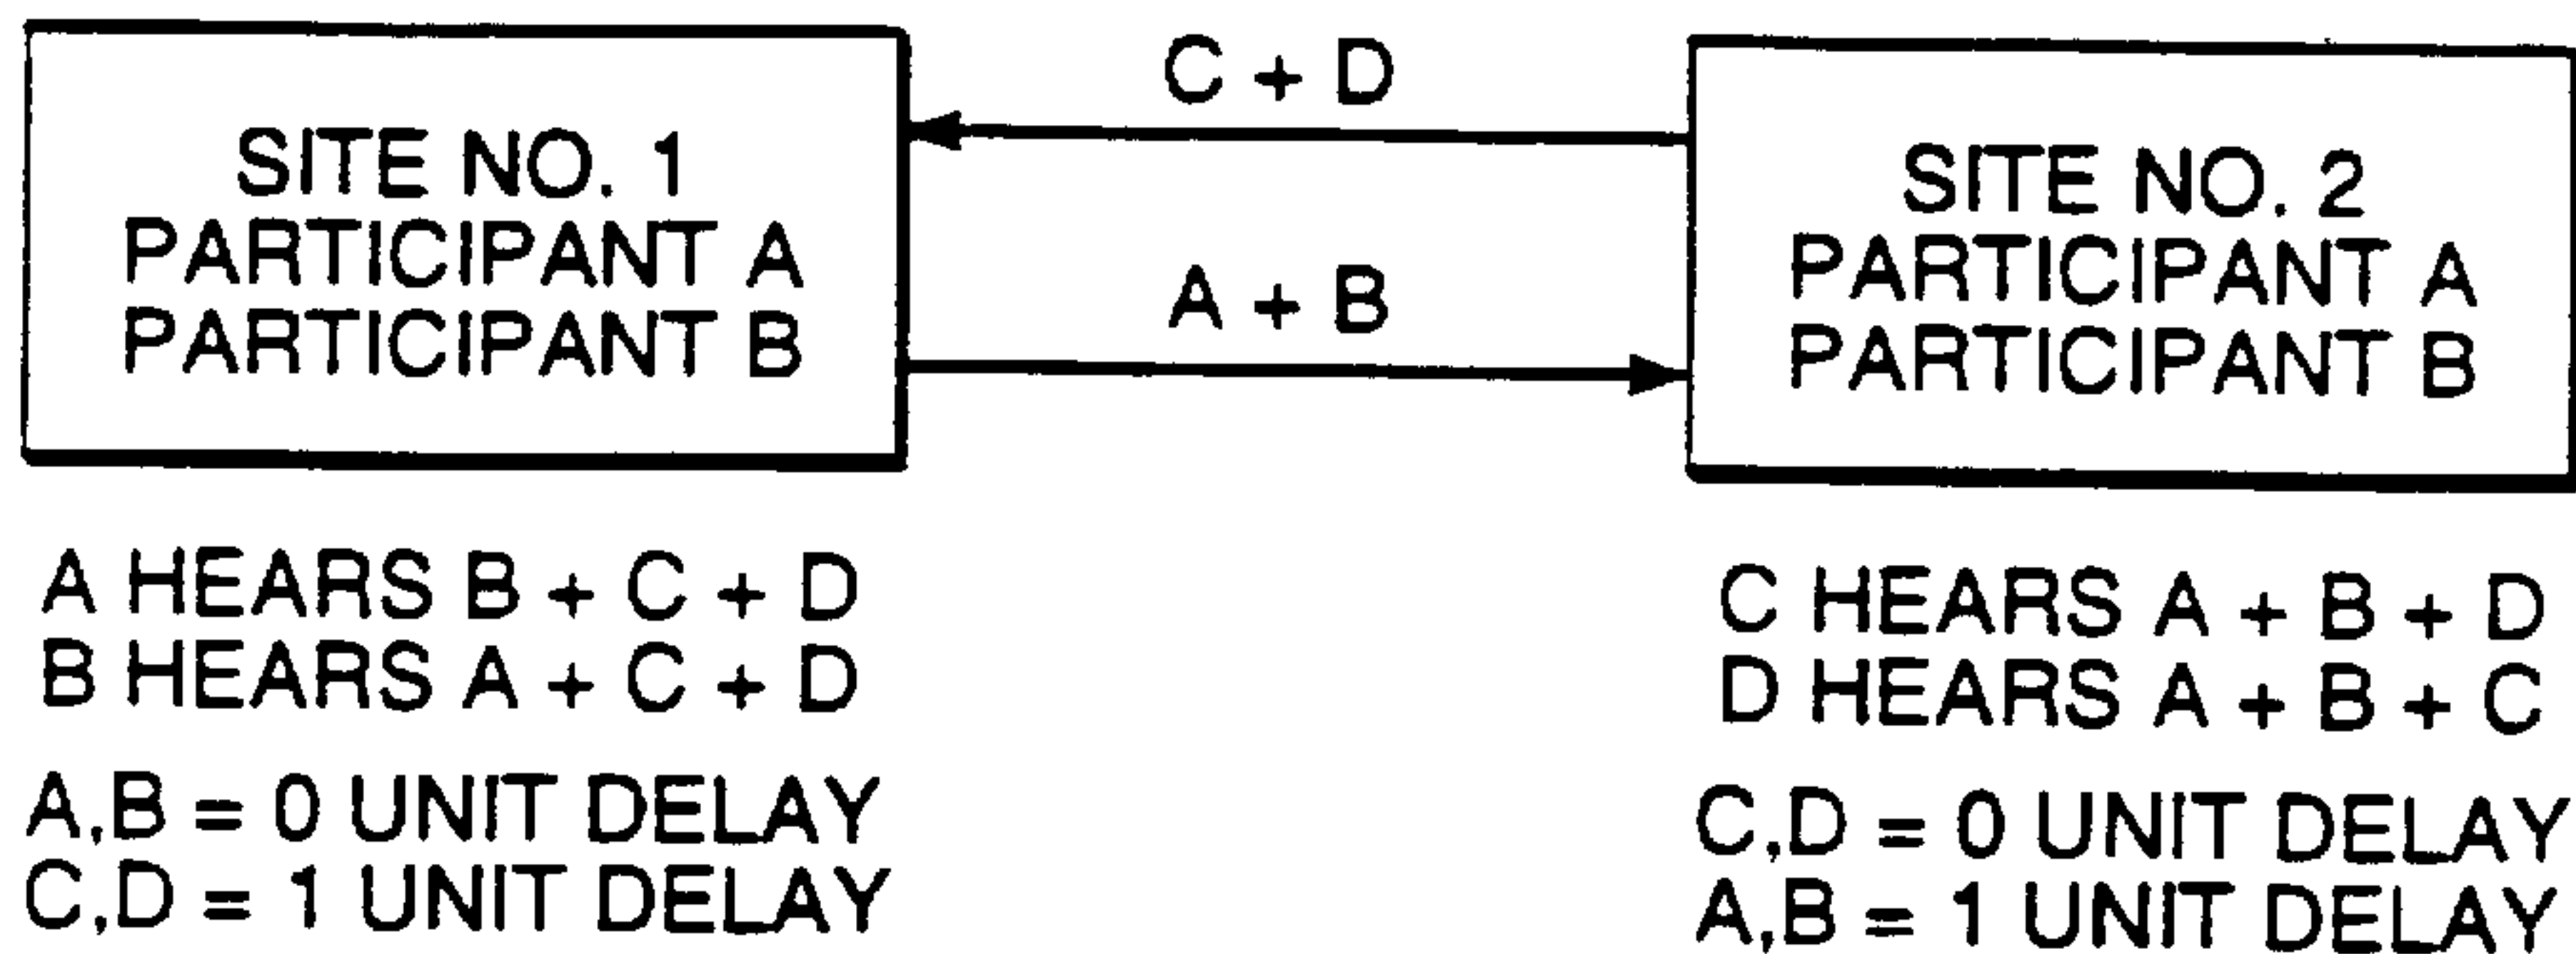 SITE NO. 1
PARTICIPANT A
PARTICIPANT B
C + D
A + B
SITE NO. 2
PARTICIPANT A
PARTICIPANT B
A HEARS B + C + D
B HEARS A + C + D
A,B = 0 UNIT DELAY
C,D = 1 UNIT DELAY
C HEARS A + B + D
D HEARS A + B + C
C,D = 0 UNIT DELAY
A,B = 1 UNIT DELAY